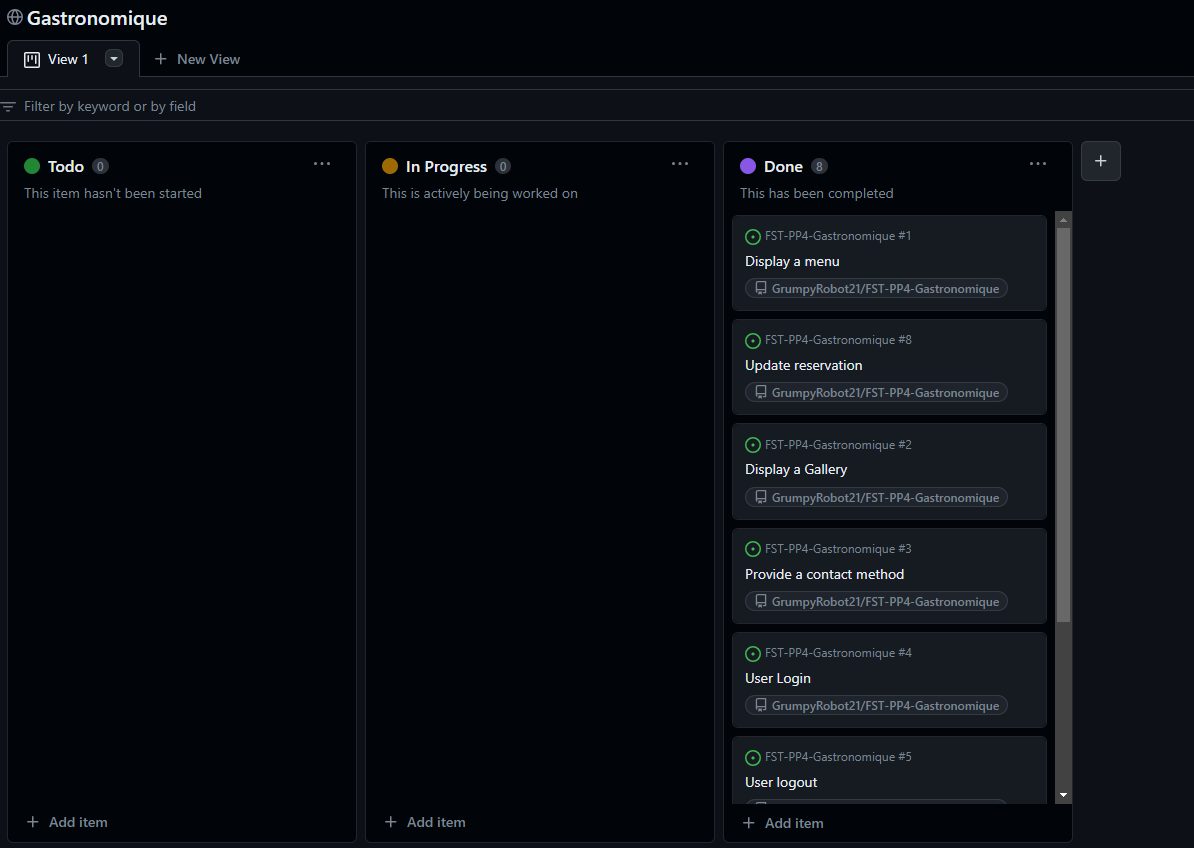 Gastronomique
View 1
New View
Filter by keyword or by field
Todo 0
This item hasn't been started
Add item
In Progress 0
This is actively being worked on
Add item
Done 8
This has been completed
FST-PP4-Gastronomique #1
Display a menu
GrumpyRobot21/FST-PP4-Gastronomique
FST-PP4-Gastronomique #8
Update reservation
GrumpyRobot21/FST-PP4-Gastronomique
FST-PP4-Gastronomique #2
Display a Gallery
GrumpyRobot21/FST-PP4-Gastronomique
FST-PP4-Gastronomique #3
Provide a contact method
GrumpyRobot21/FST-PP4-Gastronomique
FST-PP4-Gastronomique #4
User Login
GrumpyRobot21/FST-PP4-Gastronomique
FST-PP4-Gastronomique #5
User logout
Add item